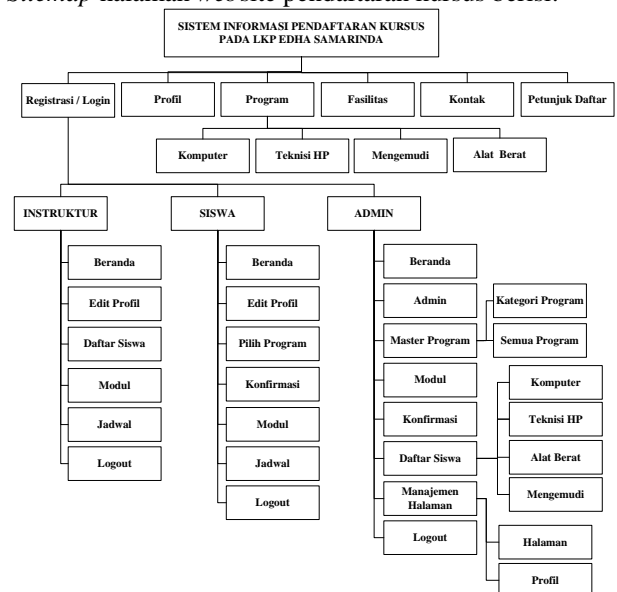 Sitemap halaman website pendaftaran kursus berisi:
SISTEM INFORMASI PENDAFTARAN KURSUS
PADA LKP EDHA SAMARINDA
Registrasi / Login
Profil
Program
Fasilitas
Kontak
Petunjuk Daftar
Komputer
Teknisi HP
Mengemudi
Alat Berat
INSTRUKTUR
Beranda
Edit Profil
Daftar Siswa
Modul
Jadwal
Logout
SISWA
Beranda
Edit Profil
Pilih Program
Konfirmasi
Modul
Jadwal
Logout
ADMIN
Beranda
Admin
Master Program
Kategori Program
Semua Program
Modul
Konfirmasi
Daftar Siswa
Komputer
Teknisi HP
Alat Berat
Mengemudi
Manajemen
Halaman
Halaman
Profil
Logout